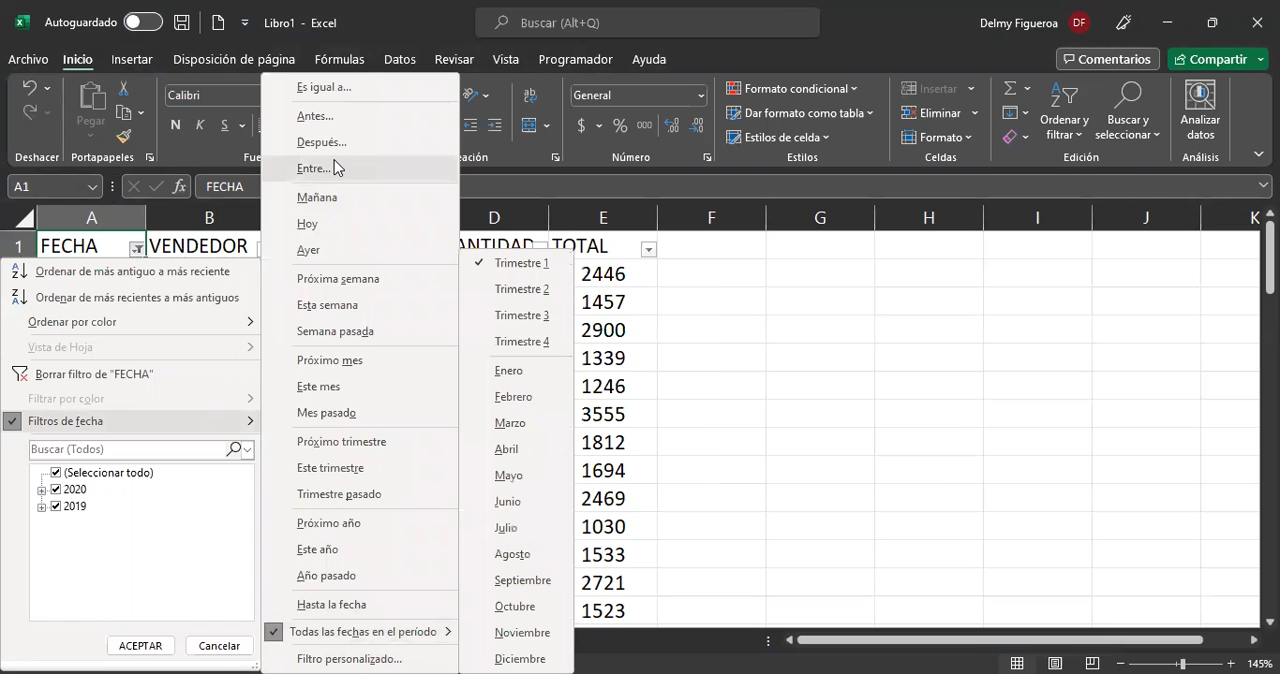 Autoguardado
Libro1 - Excel
Buscar (Alt+Q)
Delmy Figueroa
DF
Archivo Inicio Insertar Disposición de página Fórmulas Datos Revisar Vista Programador Ayuda
Comentarios
Compartir
Pegar
Calibri
N K S
General
$ % 000
Formato condicional
Dar formato como tabla
Estilos de celda
Insertar
Eliminar
Formato
Ordenar y
filtrar
Buscar y
seleccionar
Analizar
datos
Deshacer
Portapapeles
Número
Estilos
Celdas
Edición
Análisis
A1
fx
FECHA
A B D E F G H I J K
1 FECHA VENDEDOR TOTAL
2446
1457
2900
1339
1246
3555
1812
1694
2469
1030
1533
2721
1523
Ordenar de más antiguo a más reciente
Ordenar de más recientes a más antiguos
Ordenar por color
Vista de Hoja
Borrar filtro de "FECHA"
Filtrar por color
Filtros de fecha
Buscar (Todos)
(Seleccionar todo)
2020
2019
ACEPTAR
Cancelar
Es igual a...
Antes...
Después...
Entre...
Mañana
Hoy
Ayer
Próxima semana
Esta semana
Semana pasada
Próximo mes
Este mes
Mes pasado
Próximo trimestre
Este trimestre
Trimestre pasado
Próximo año
Este año
Año pasado
Hasta la fecha
Todas las fechas en el período
Filtro personalizado...
Trimestre 1
Trimestre 2
Trimestre 3
Trimestre 4
Enero
Febrero
Marzo
Abril
Mayo
Junio
Julio
Agosto
Septiembre
Octubre
Noviembre
Diciembre
145%